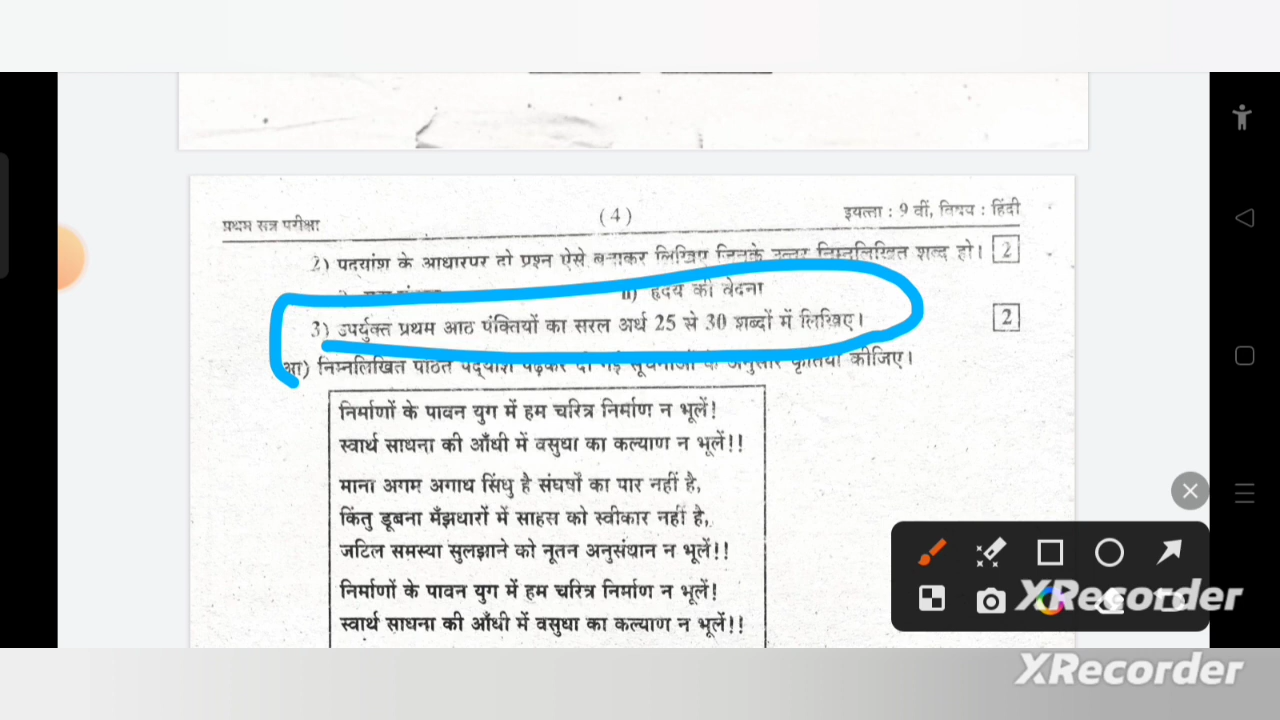 प्रथम सत्र परीक्षा
(4)
इयत्ता : 9 वीं, विषय : हिंदी
2) पद्यांश के आधारपर दो प्रश्न ऐसे बनाकर लिखिए जिनके उत्तर निम्नलिखित शब्द हो। 2
ii) हृदय की वेदना
3) उपर्युक्त प्रथम आठ पंक्तियों का सरल अर्थ 25 से 30 शब्दों में लिखिए। 2
आ) निम्नलिखित पठित पद्यांश पढ़कर दी गई सूचनाओं के अनुसार कृतियाँ कीजिए।
निर्माणों के पावन युग में हम चरित्र निर्माण न भूलें!
स्वार्थ साधना की आँधी में वसुधा का कल्याण न भूलें!!
माना अगम अगाध सिंधु है संघर्षों का पार नहीं है,
किंतु डूबना मँझधारों में साहस को स्वीकार नहीं है,
जटिल समस्या सुलझाने को नूतन अनुसंधान न भूलें!!
निर्माणों के पावन युग में हम चरित्र निर्माण न भूलें!
स्वार्थ साधना की आँधी में वसुधा का कल्याण न भूलें!!
XRecorder
XRecorder